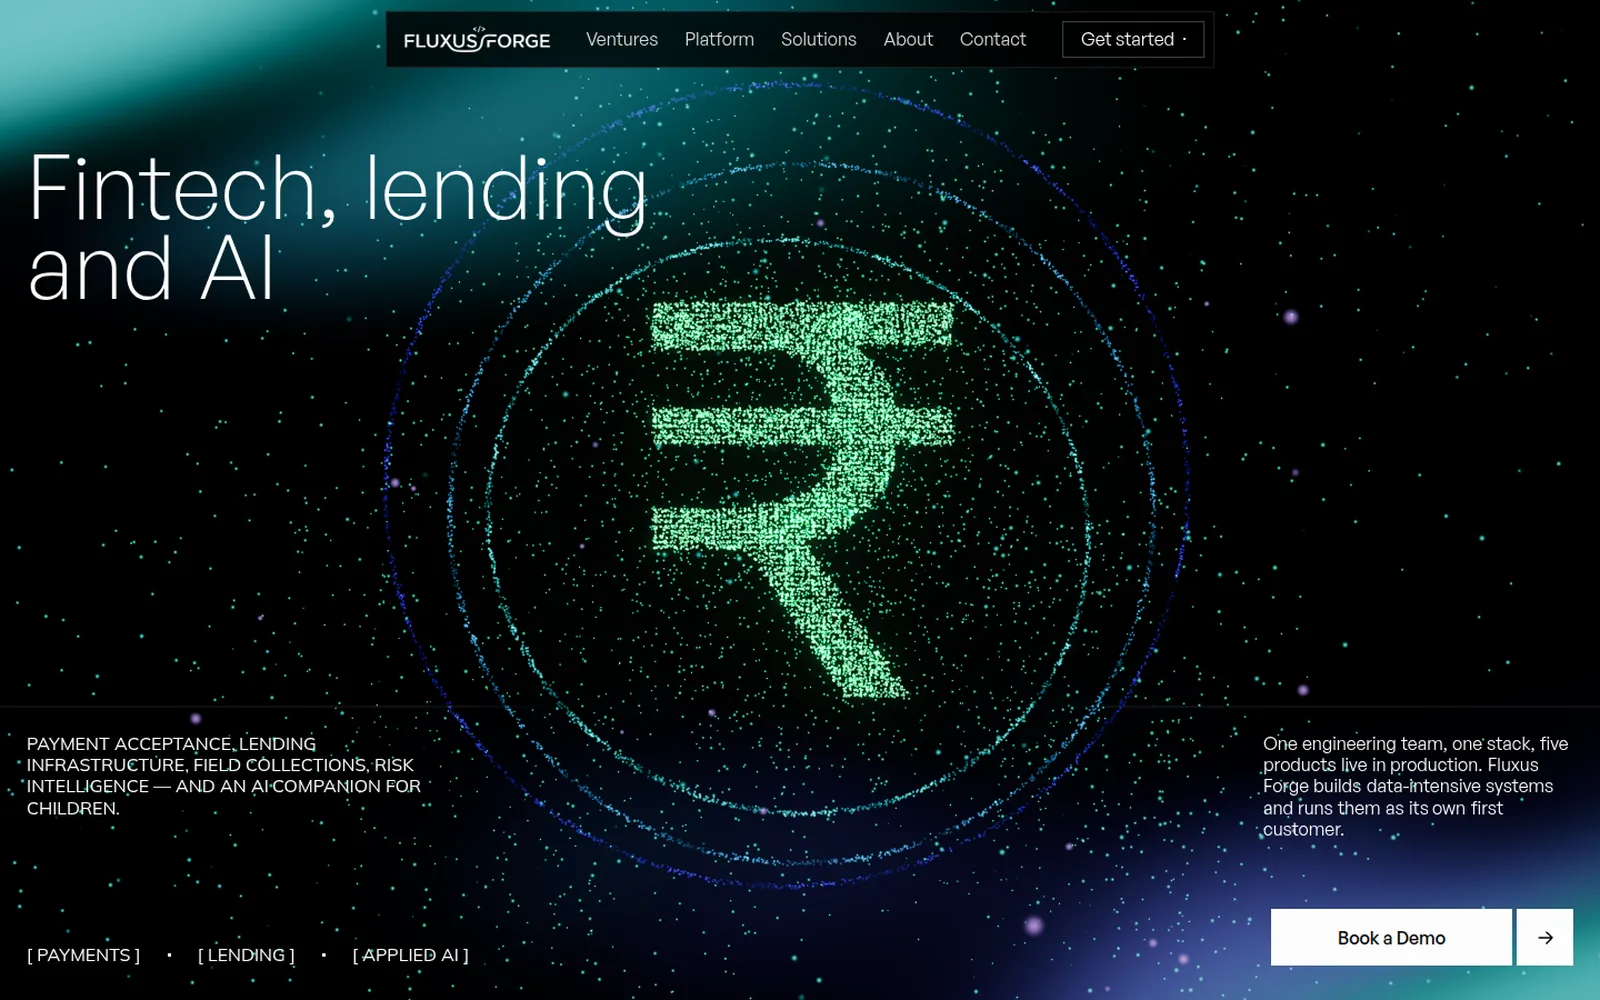 FLUXUS FORGE
</>
Ventures
Platform
Solutions
About
Contact
Get started ·
Fintech, lending
and AI
₹
PAYMENT ACCEPTANCE, LENDING
INFRASTRUCTURE, FIELD COLLECTIONS, RISK
INTELLIGENCE — AND AN AI COMPANION FOR
CHILDREN.
One engineering team, one stack, five
products live in production. Fluxus
Forge builds data-intensive systems
and runs them as its own first
customer.
[ PAYMENTS ] · [ LENDING ] · [ APPLIED AI ]
Book a Demo →